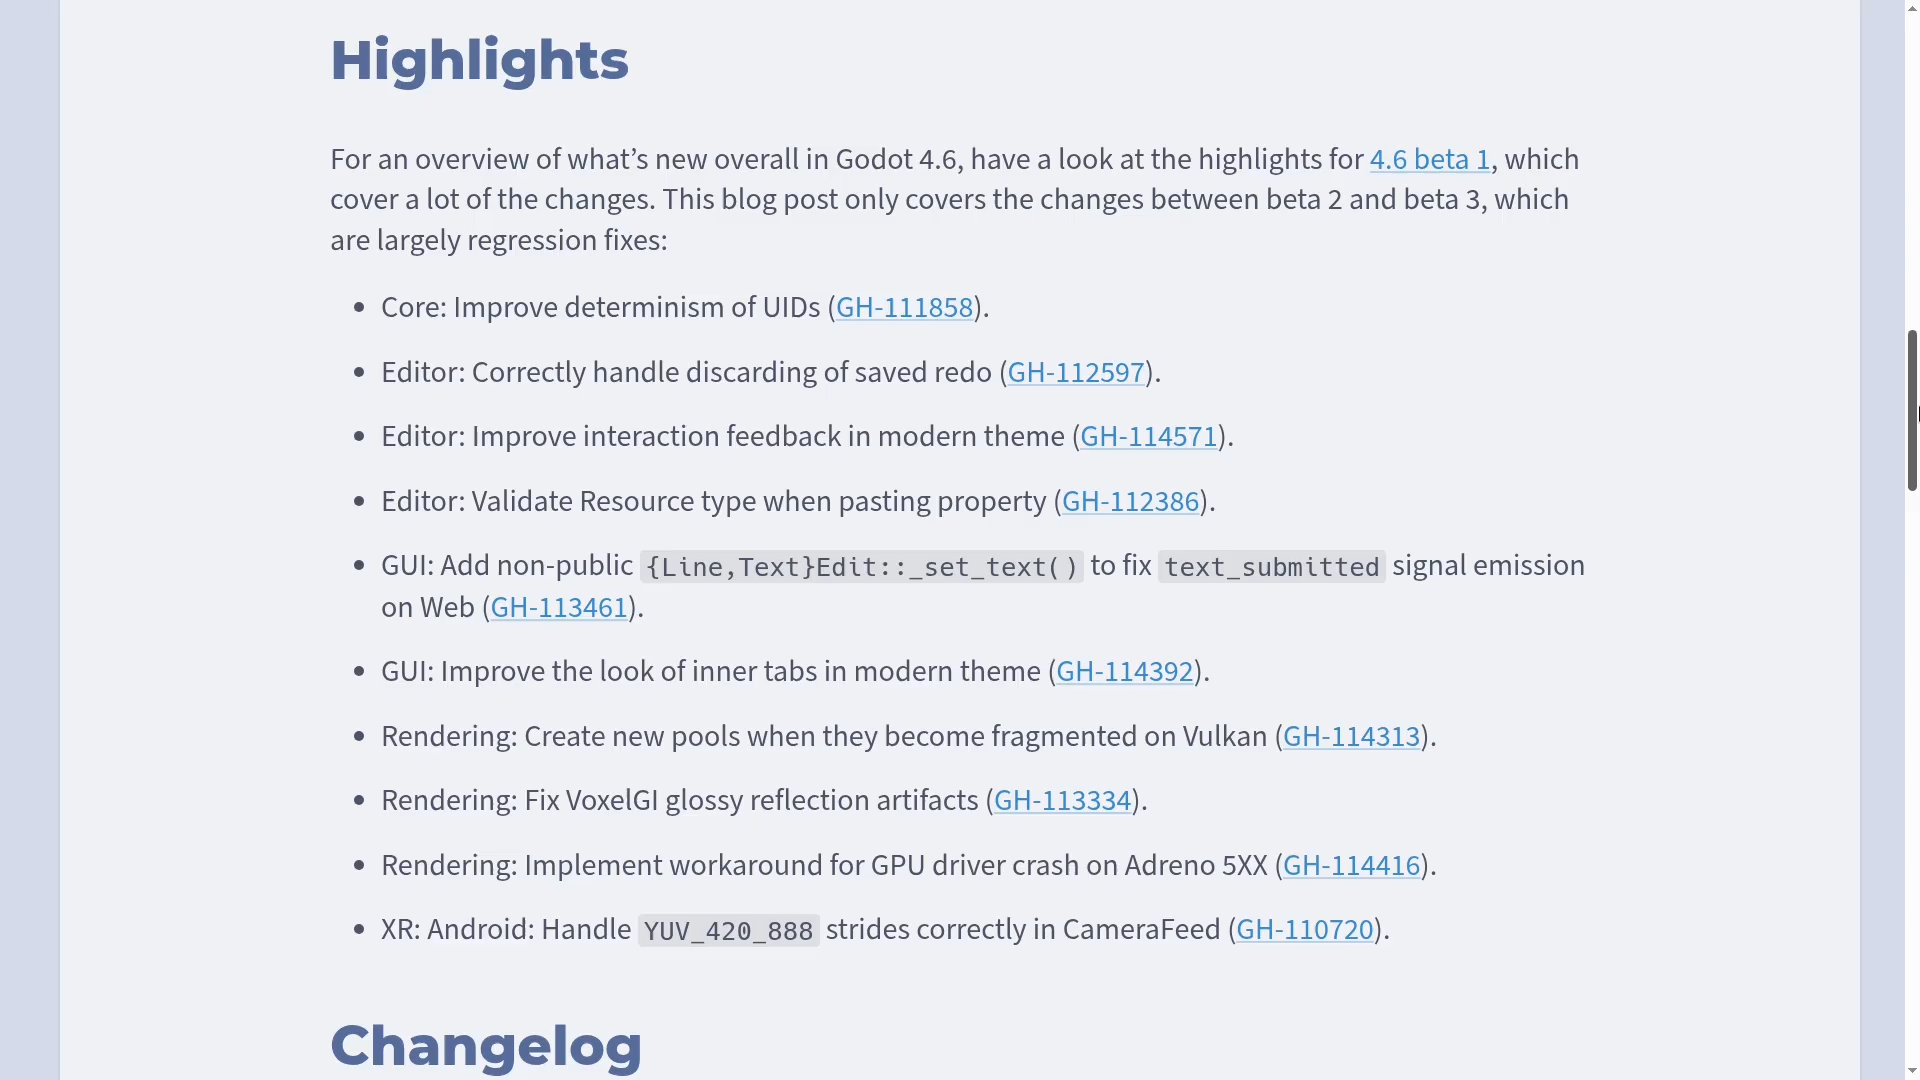 Highlights
For an overview of what’s new overall in Godot 4.6, have a look at the highlights for 4.6 beta 1, which
cover a lot of the changes. This blog post only covers the changes between beta 2 and beta 3, which
are largely regression fixes:
• Core: Improve determinism of UIDs (GH-111858).
• Editor: Correctly handle discarding of saved redo (GH-112597).
• Editor: Improve interaction feedback in modern theme (GH-114571).
• Editor: Validate Resource type when pasting property (GH-112386).
• GUI: Add non-public {Line,Text}Edit::_set_text() to fix text_submitted signal emission
on Web (GH-113461).
• GUI: Improve the look of inner tabs in modern theme (GH-114392).
• Rendering: Create new pools when they become fragmented on Vulkan (GH-114313).
• Rendering: Fix VoxelGI glossy reflection artifacts (GH-113334).
• Rendering: Implement workaround for GPU driver crash on Adreno 5XX (GH-114416).
• XR: Android: Handle YUV_420_888 strides correctly in CameraFeed (GH-110720).
Changelog